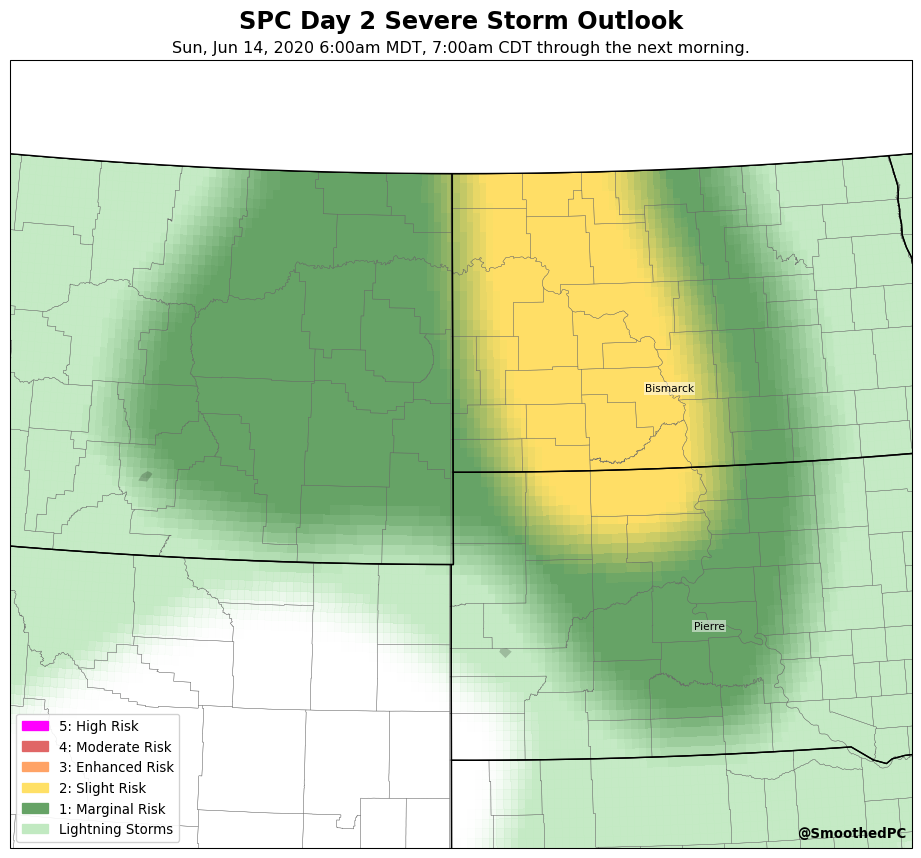 SPC Day 2 Severe Storm Outlook
Sun, Jun 14, 2020 6:00am MDT, 7:00am CDT through the next morning.
Bismarck
Pierre
5: High Risk
4: Moderate Risk
3: Enhanced Risk
2: Slight Risk
1: Marginal Risk
Lightning Storms
@SmoothedPC